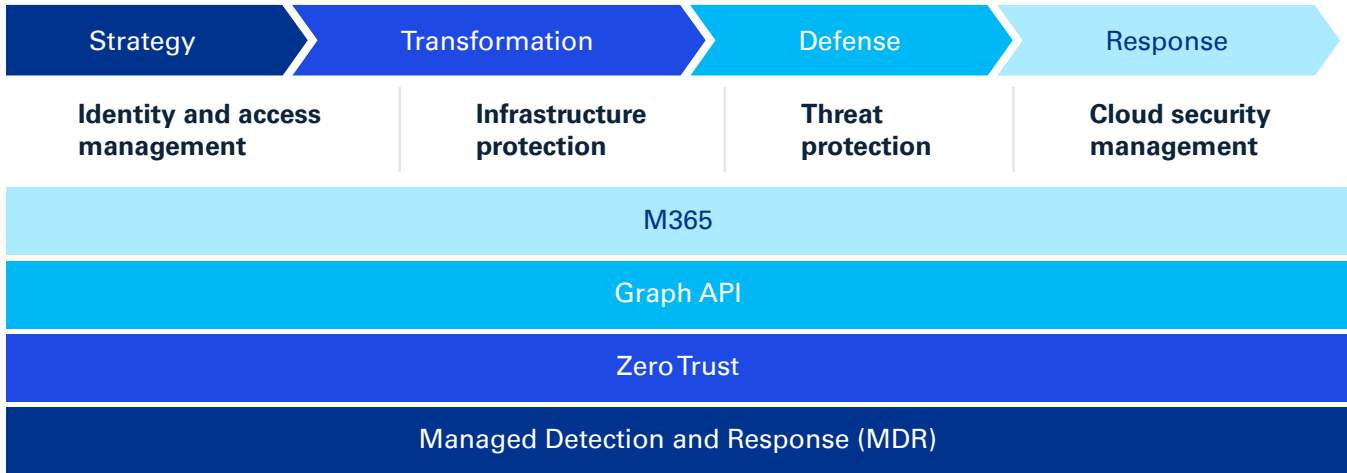 Strategy
Transformation
Defense
Response
Identity and access
management
Infrastructure
protection
Threat
protection
Cloud security
management
M365
Graph API
Zero Trust
Managed Detection and Response (MDR)